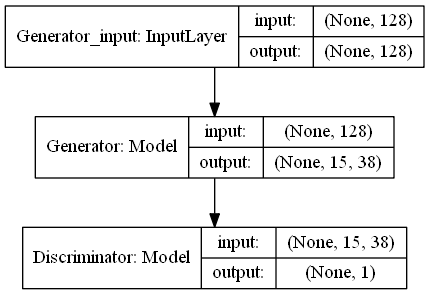 Generator_input: InputLayer
input: (None, 128)
output: (None, 128)
Generator: Model
input: (None, 128)
output: (None, 15, 38)
Discriminator: Model
input: (None, 15, 38)
output: (None, 1)